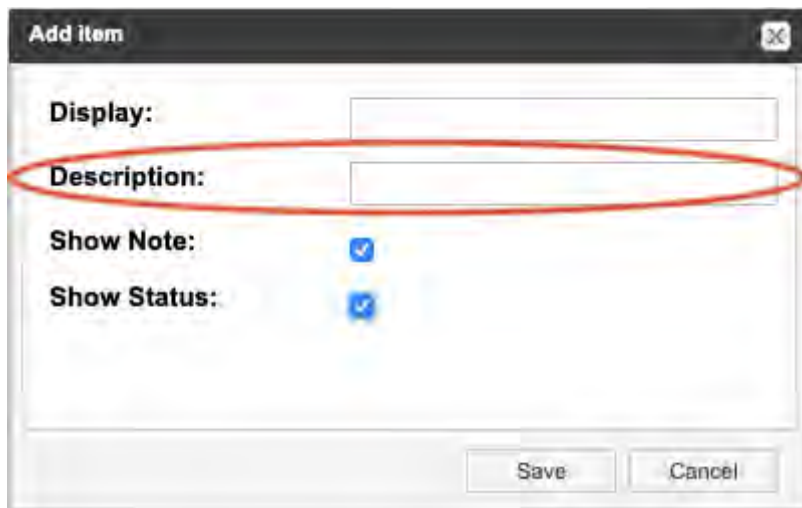 Add item
Display:
Description:
Show Note:
Show Status:
Save Cancel